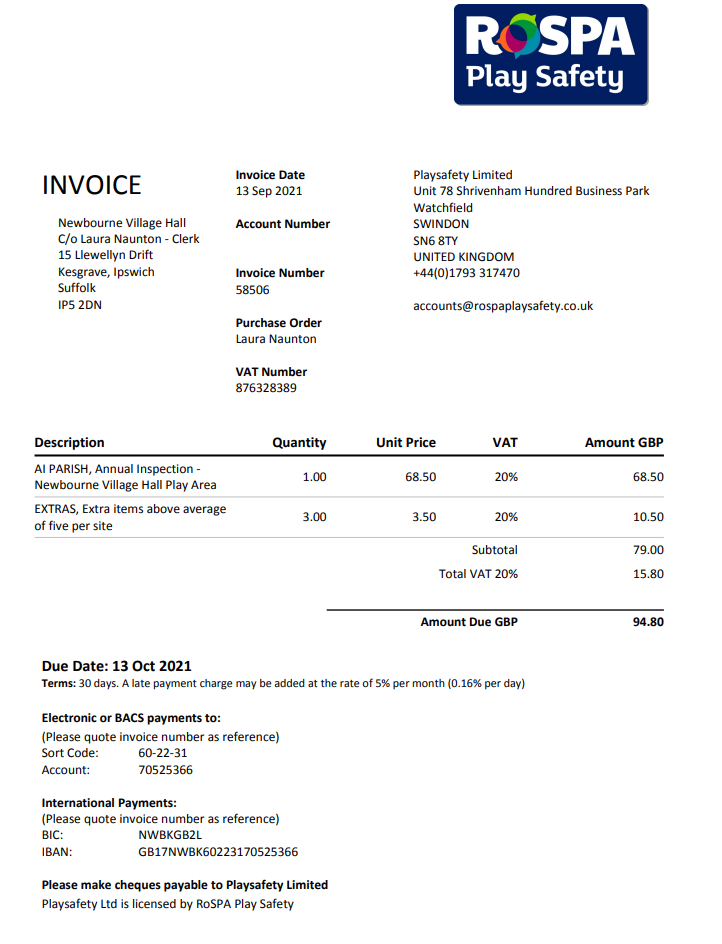 RoSPA
Play Safety
INVOICE
Newbourne Village Hall
C/o Laura Naunton - Clerk
15 Llewellyn Drift
Kesgrave, Ipswich
Suffolk
IP5 2DN
Invoice Date
13 Sep 2021
Account Number
Invoice Number
58506
Purchase Order
Laura Naunton
VAT Number
876328389
Playsafety Limited
Unit 78 Shrivenham Hundred Business Park
Watchfield
SWINDON
SN6 8TY
UNITED KINGDOM
+44(0)1793 317470
accounts@rospaplaysafety.co.uk
Description Quantity Unit Price VAT Amount GBP
AI PARISH, Annual Inspection -
Newbourne Village Hall Play Area 1.00 68.50 20% 68.50
EXTRAS, Extra items above average
of five per site 3.00 3.50 20% 10.50
Subtotal 79.00
Total VAT 20% 15.80
Amount Due GBP 94.80
Due Date: 13 Oct 2021
Terms: 30 days. A late payment charge may be added at the rate of 5% per month (0.16% per day)
Electronic or BACS payments to:
(Please quote invoice number as reference)
Sort Code: 60-22-31
Account: 70525366
International Payments:
(Please quote invoice number as reference)
BIC: NWBKGB2L
IBAN: GB17NWBK60223170525366
Please make cheques payable to Playsafety Limited
Playsafety Ltd is licensed by RoSPA Play Safety